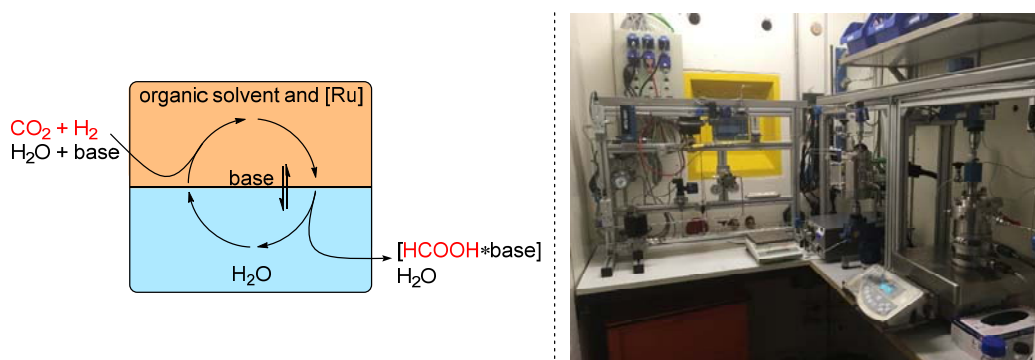 organic solvent and [Ru]
CO₂ + H₂
H₂O + base
base
[HCOOH*base]
H₂O
H₂O